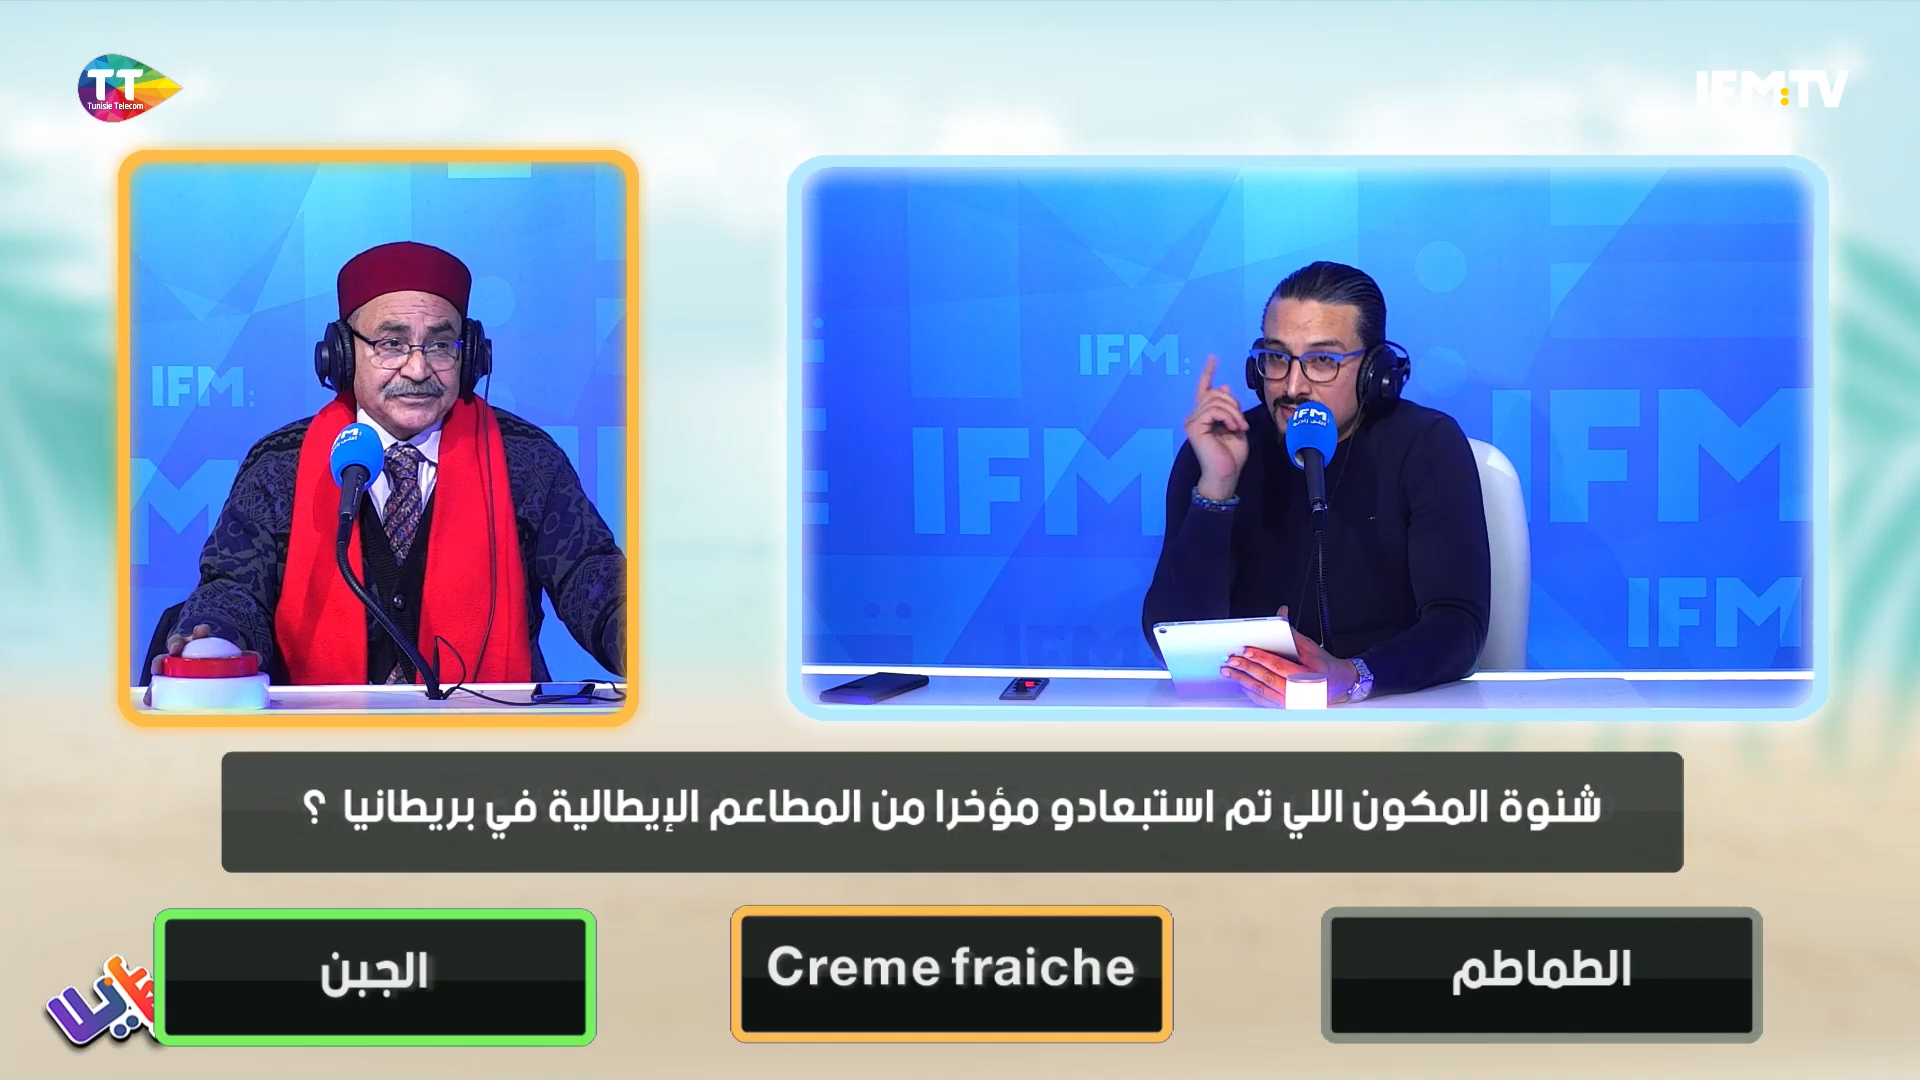 TT
Tunisie Telecom
IFM:TV
IFM:
IFM:
IFM
IFM
IFM
IFM
IFM
شنوة المكون اللي تم استبعادو مؤخرا من المطاعم الإيطالية في بريطانيا ؟
الطماطم
Creme fraiche
الجبن